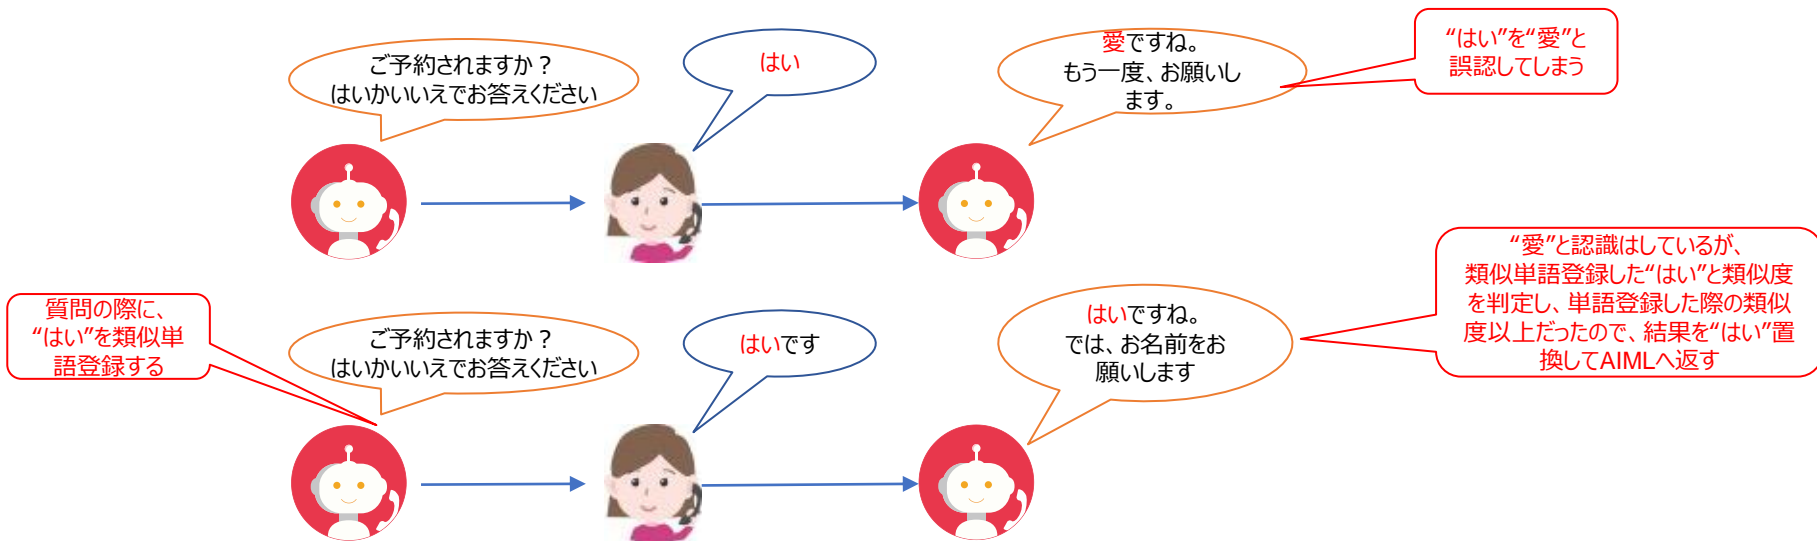 ご予約されますか？
はいかいいえでお答えください
はい
愛ですね。
もう一度、お願いし
ます。
“はい”を“愛”と
誤認してしまう
質問の際に、
“はい”を類似単
語登録する
ご予約されますか？
はいかいいえでお答えください
はいです
はいですね。
では、お名前をお
願いします
“愛”と認識はしているが、
類似単語登録した“はい”と類似度
を判定し、単語登録した際の類似
度以上だったので、結果を“はい”置
換してAIMLへ返す